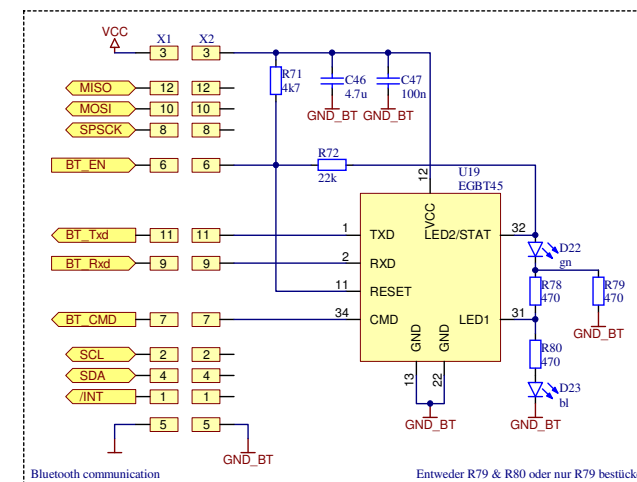 VCC
X1
X2
3
3
MISO
12
12
MOSI
10
10
SPSCK
8
8
BT_EN
6
6
BT_Txd
11
11
BT_Rxd
9
9
BT_CMD
7
7
SCL
2
2
SDA
4
4
/INT
1
1
5
5
GND_BT
R71
4k7
C46
4.7u
GND_BT
C47
100n
GND_BT
R72
22k
U19
EGBT45
12
VCC
1
TXD
LED2/STAT
32
2
RXD
11
RESET
34
CMD
LED1
31
GND
GND
13
22
GND_BT
D22
gn
R78
470
R79
470
GND_BT
R80
470
D23
bl
GND_BT
Bluetooth communication
Entweder R79 & R80 oder nur R79